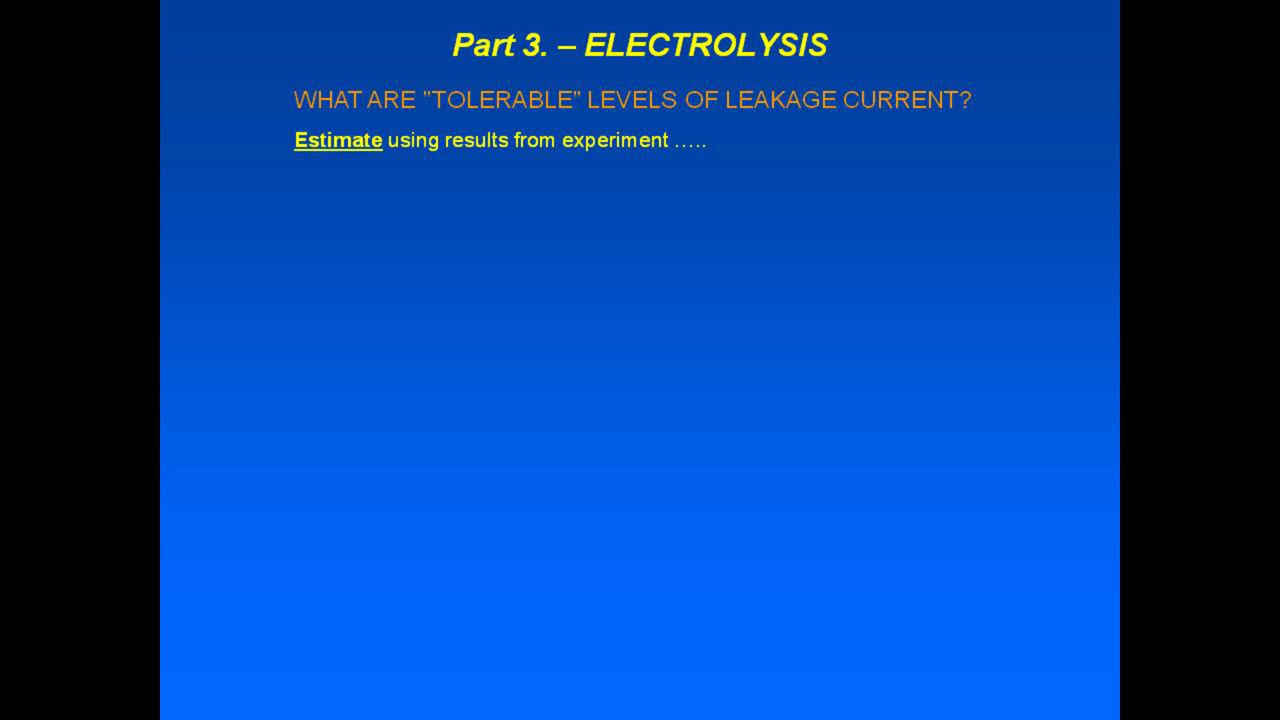 Part 3. – ELECTROLYSIS
WHAT ARE "TOLERABLE" LEVELS OF LEAKAGE CURRENT?
Estimate using results from experiment …..